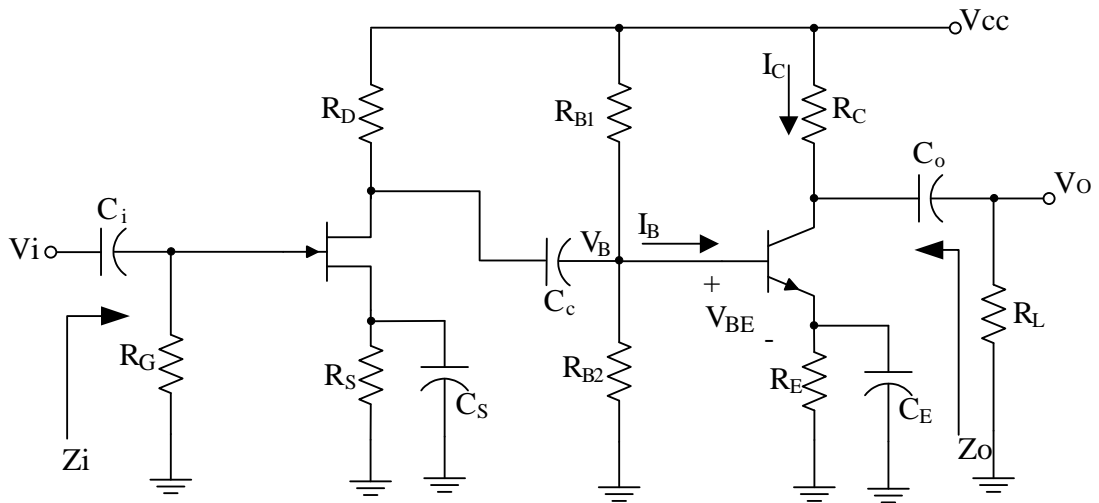 Vcc
I_C
R_D
R_B1
R_C
C_i
C_o
Vi
V_B
I_B
Vo
C_c
+
V_BE
-
R_G
R_S
C_S
R_B2
R_E
C_E
R_L
Zi
Zo